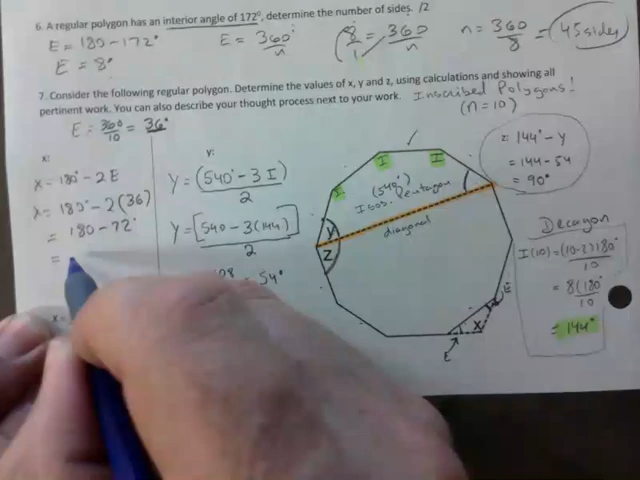 6. A regular polygon has an interior angle of 172°, determine the number of sides. /2
E = 180 - 172°
E = 8°
E = 360/n
8/1 = 360/n
n = 360/8 = 45 sides
7. Consider the following regular polygon. Determine the values of x, y and z, using calculations and showing all
pertinent work. You can also describe your thought process next to your work.
Inscribed Polygons!
(n = 10)
E = 360/10 = 36°
x:
x = 180° - 2E
x = 180° - 2(36)
= 180 - 72°
=
x =
y:
y = (540° - 3I)/2
y = [540 - 3(144)]/2
108
54°
I
I
I
(540°)
Isos. Pentagon
diagonal
y
z
x
E
E
z = 144° - y
= 144 - 54
= 90°
Decagon
I(10) = (10-2)180/10
= 8(180°)/10
= 144°